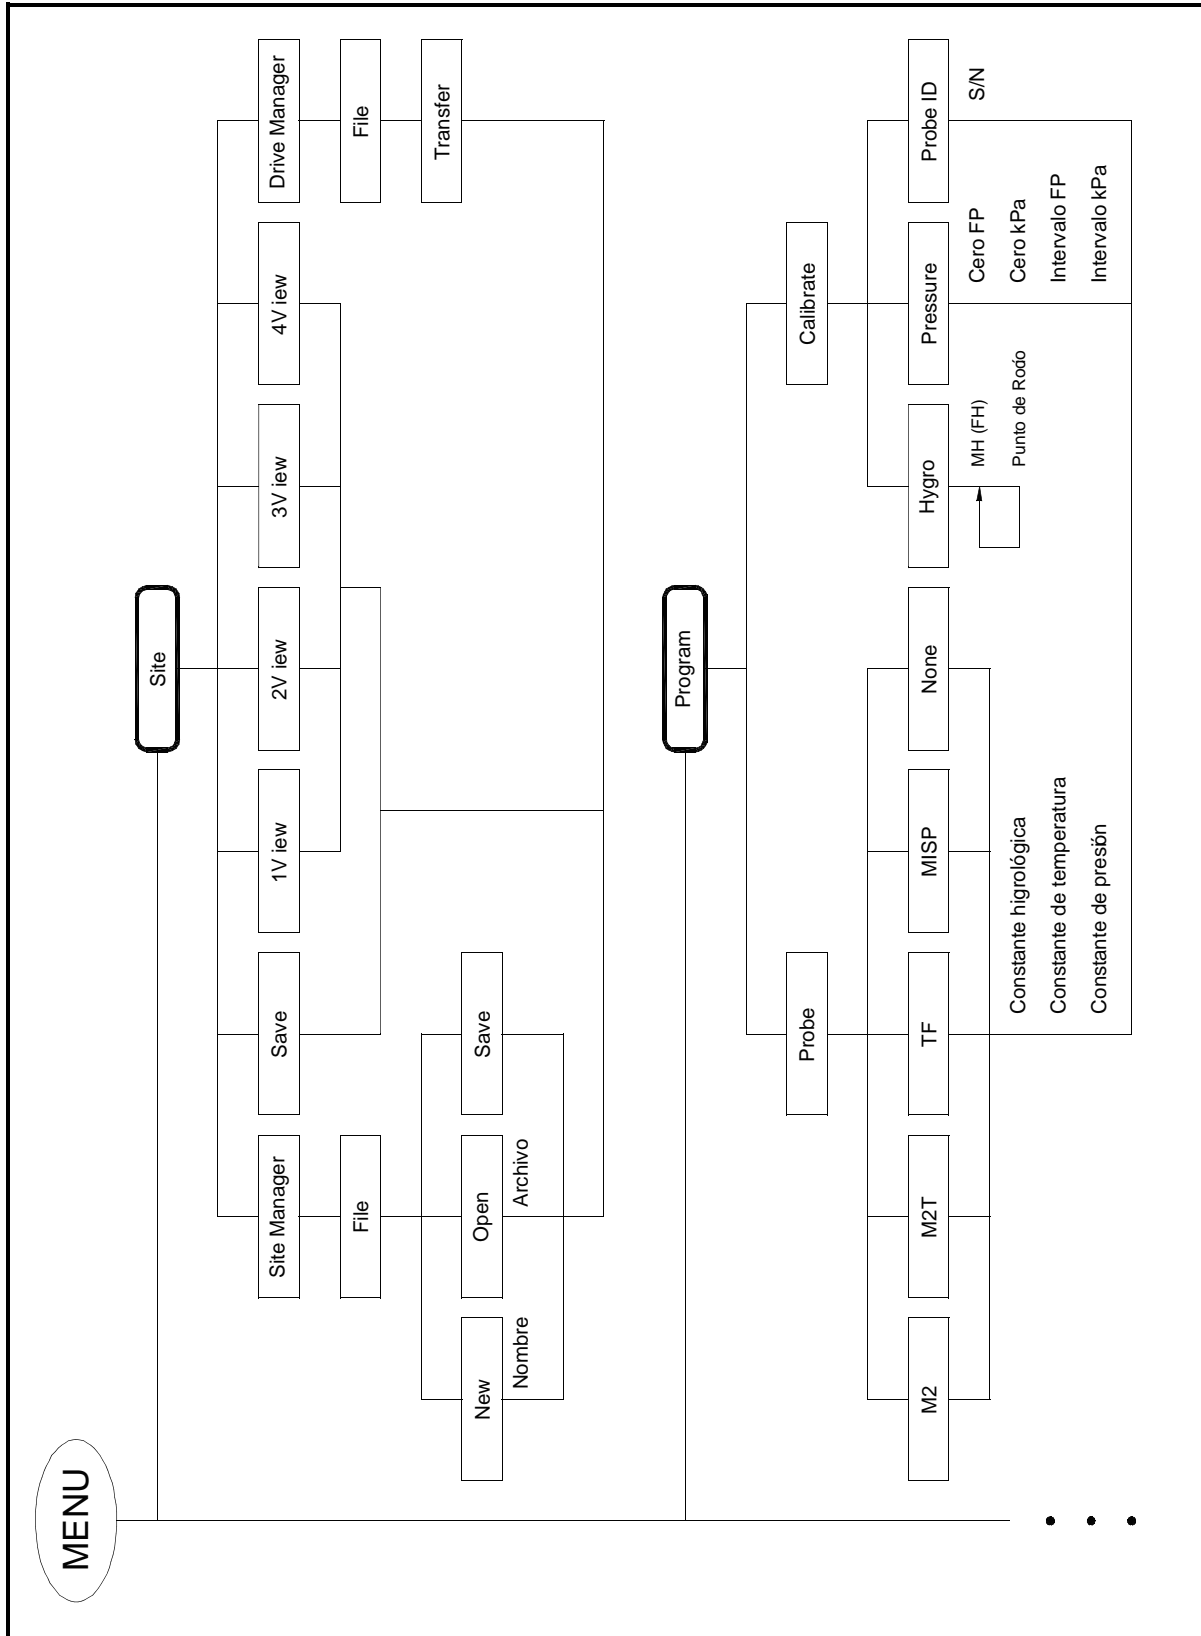 MENU
Site
Site Manager
Save
1V iew
2V iew
3V iew
4V iew
Drive Manager
File
File
New
Open
Save
Transfer
Nombre
Archivo
Program
Probe
Calibrate
M2
M2T
TF
MISP
None
Hygro
Pressure
Probe ID
MH (FH)
Cero FP
S/N
Constante higrológica
Punto de Rodo
Cero kPa
Constante de temperatura
Intervalo FP
Constante de presión
Intervalo kPa